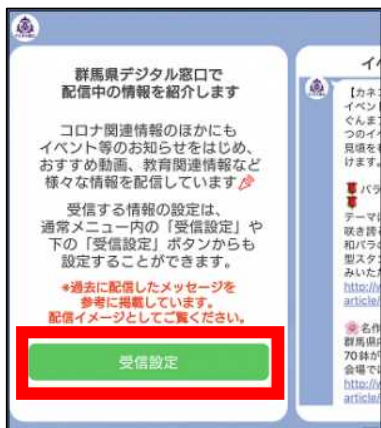 群馬県デジタル窓口で
配信中の情報を紹介します
コロナ関連情報のほかにも
イベント等のお知らせをはじめ、
おすすめ動画、教育関連情報など
様々な情報を配信しています
受信する情報の設定は、
通常メニュー内の「受信設定」や
下の「受信設定」ボタンからも
設定することができます。
*過去に配信したメッセージを
参考に掲載しています。
配信イメージとしてご覧ください。
受信設定
イベ
【カネコ
イベン
ぐんま
つのイ
見頃を
けます。
バラ
テーマ
咲き誇
和バラの
型スタン
みいた
http://
article/
名作
群馬県
70鉢が
会場で
http://
article/